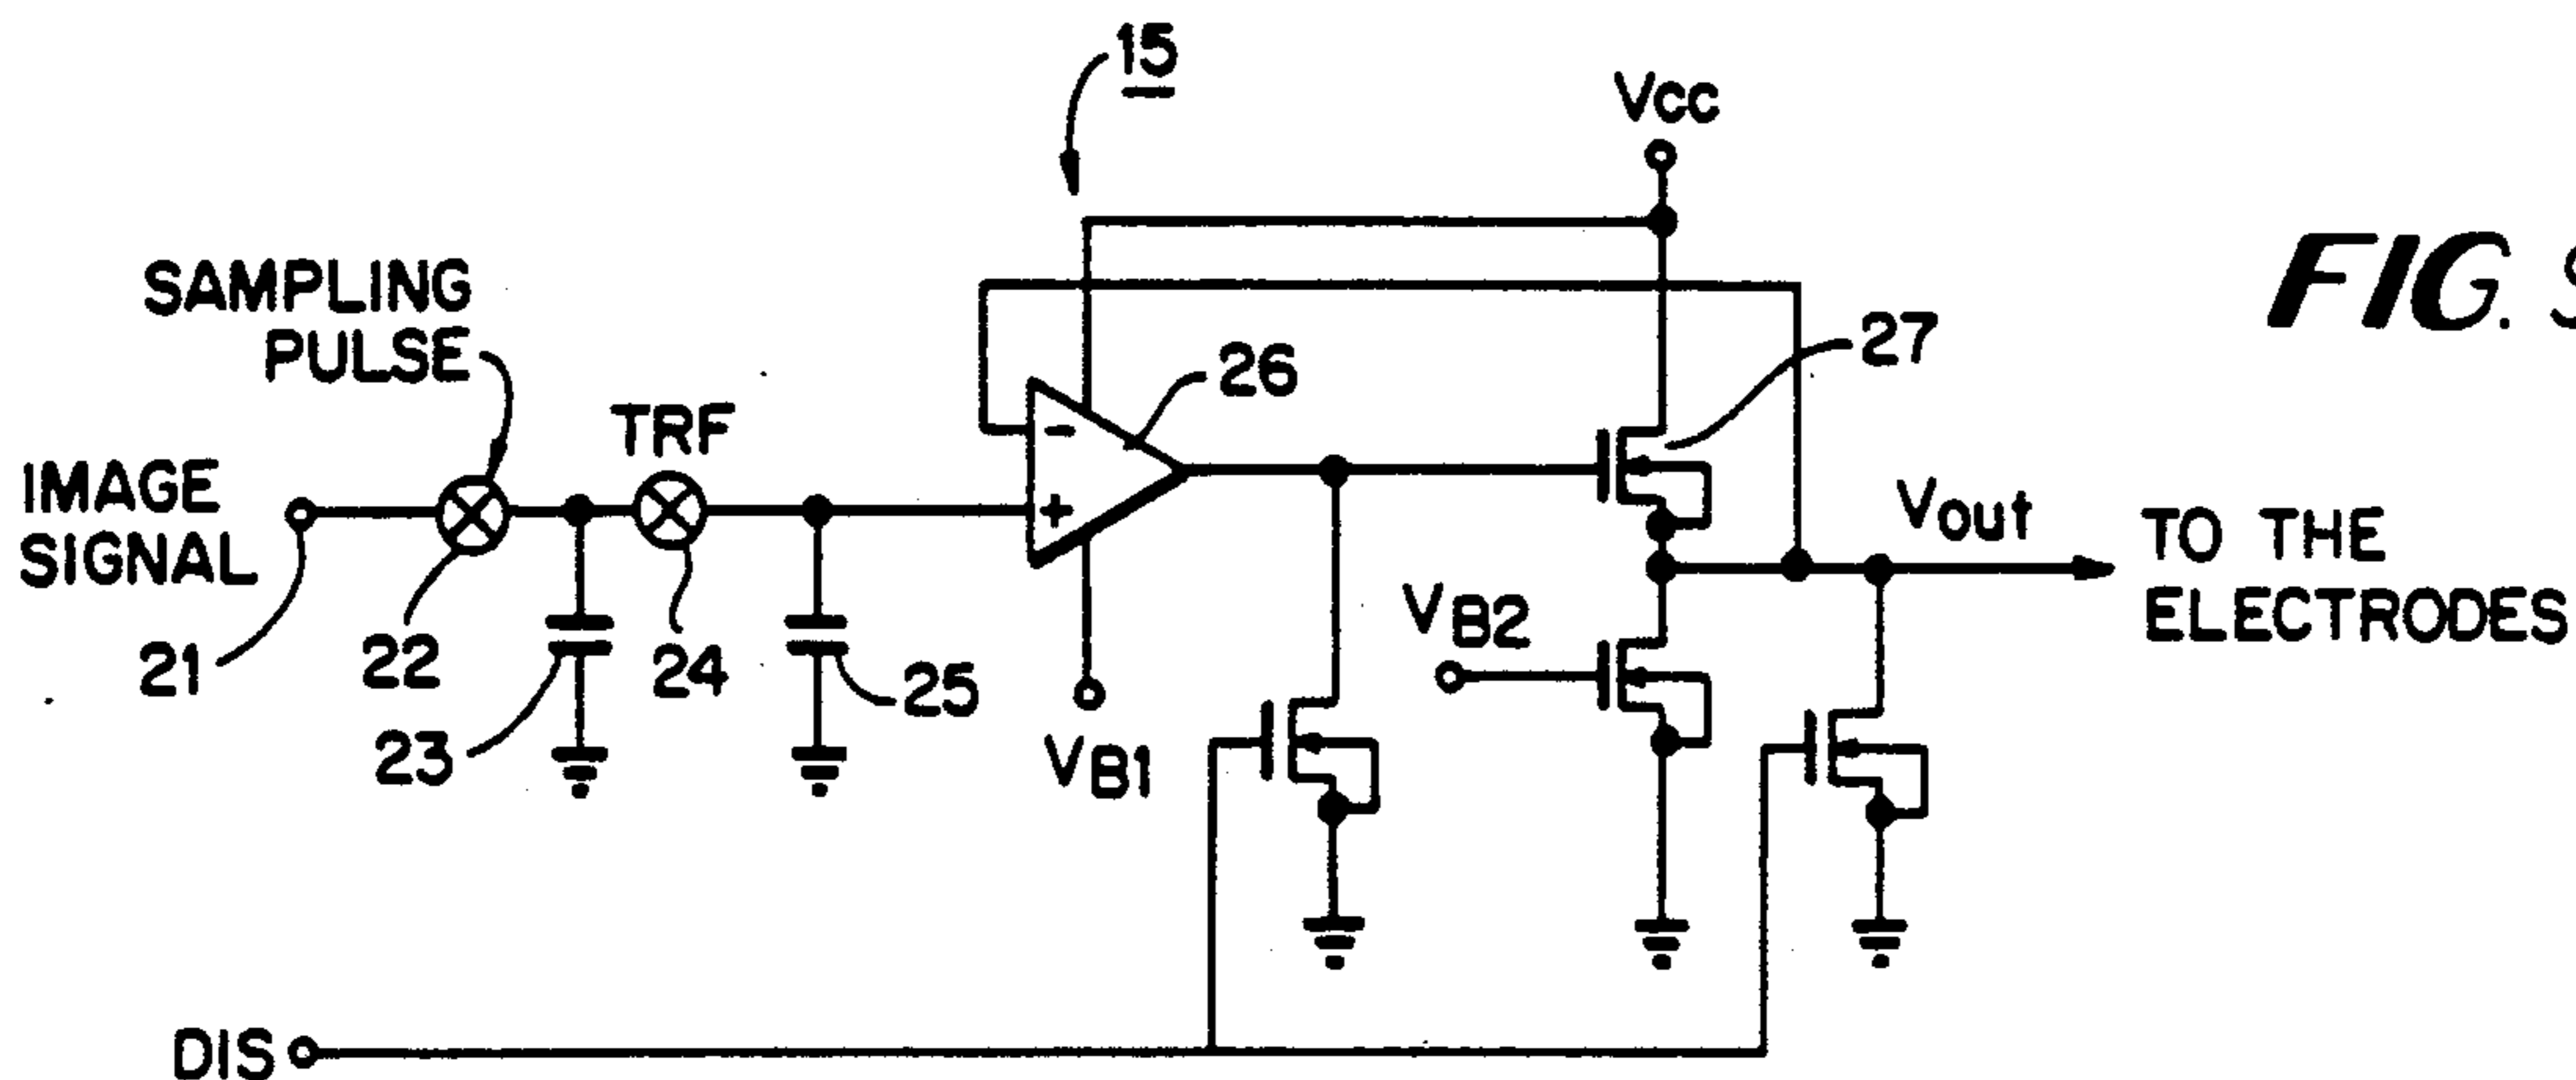 15
Vcc
SAMPLING
PULSE
FIG.
27
26
TRF
IMAGE
SIGNAL
-
+
Vout
TO THE
ELECTRODES
VB2
21
22
23
24
25
VB1
DIS